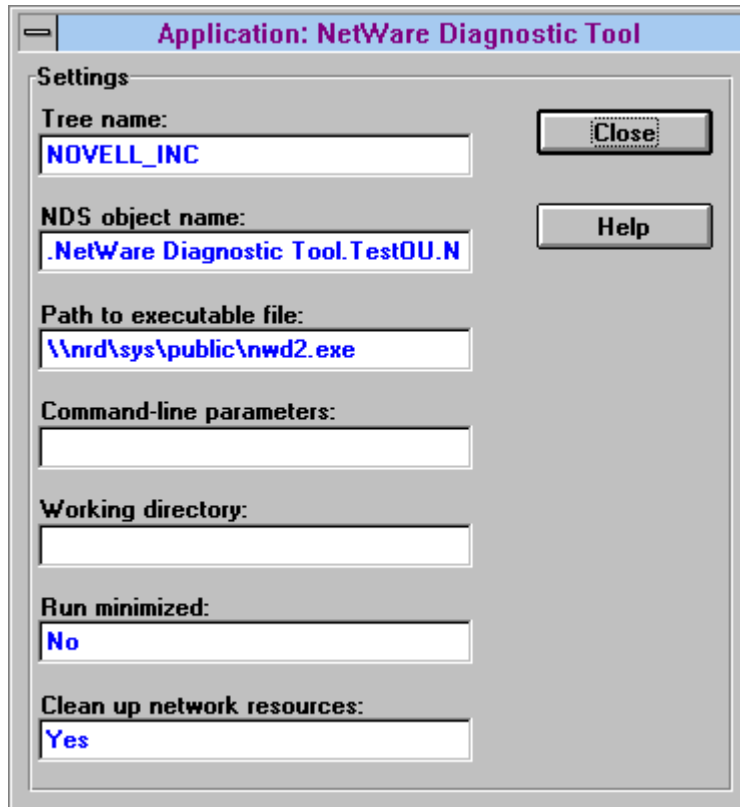 Application: NetWare Diagnostic Tool
Settings
Tree name:
NOVELL_INC
Close
NDS object name:
.NetWare Diagnostic Tool.TestOU.N
Help
Path to executable file:
\\nrd\sys\public\nwd2.exe
Command-line parameters:
Working directory:
Run minimized:
No
Clean up network resources:
Yes